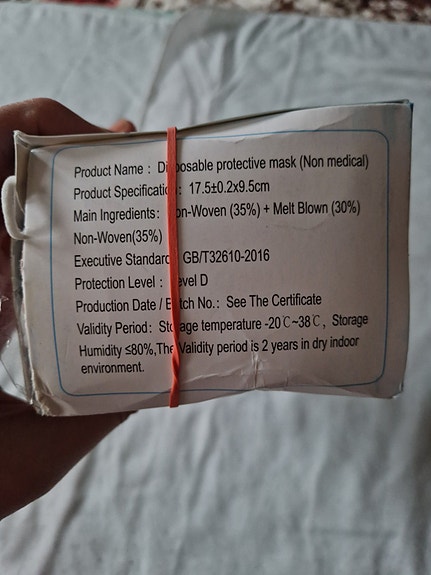 Product Name : Disposable protective mask (Non medical)
Product Specification : 17.5±0.2x9.5cm
Main Ingredients: Non-Woven (35%) + Melt Blown (30%)
Non-Woven(35%)
Executive Standard: GB/T32610-2016
Protection Level : Level D
Production Date / Batch No.: See The Certificate
Validity Period: Storage temperature -20℃~38℃, Storage
Humidity ≤80%,The Validity period is 2 years in dry indoor
environment.